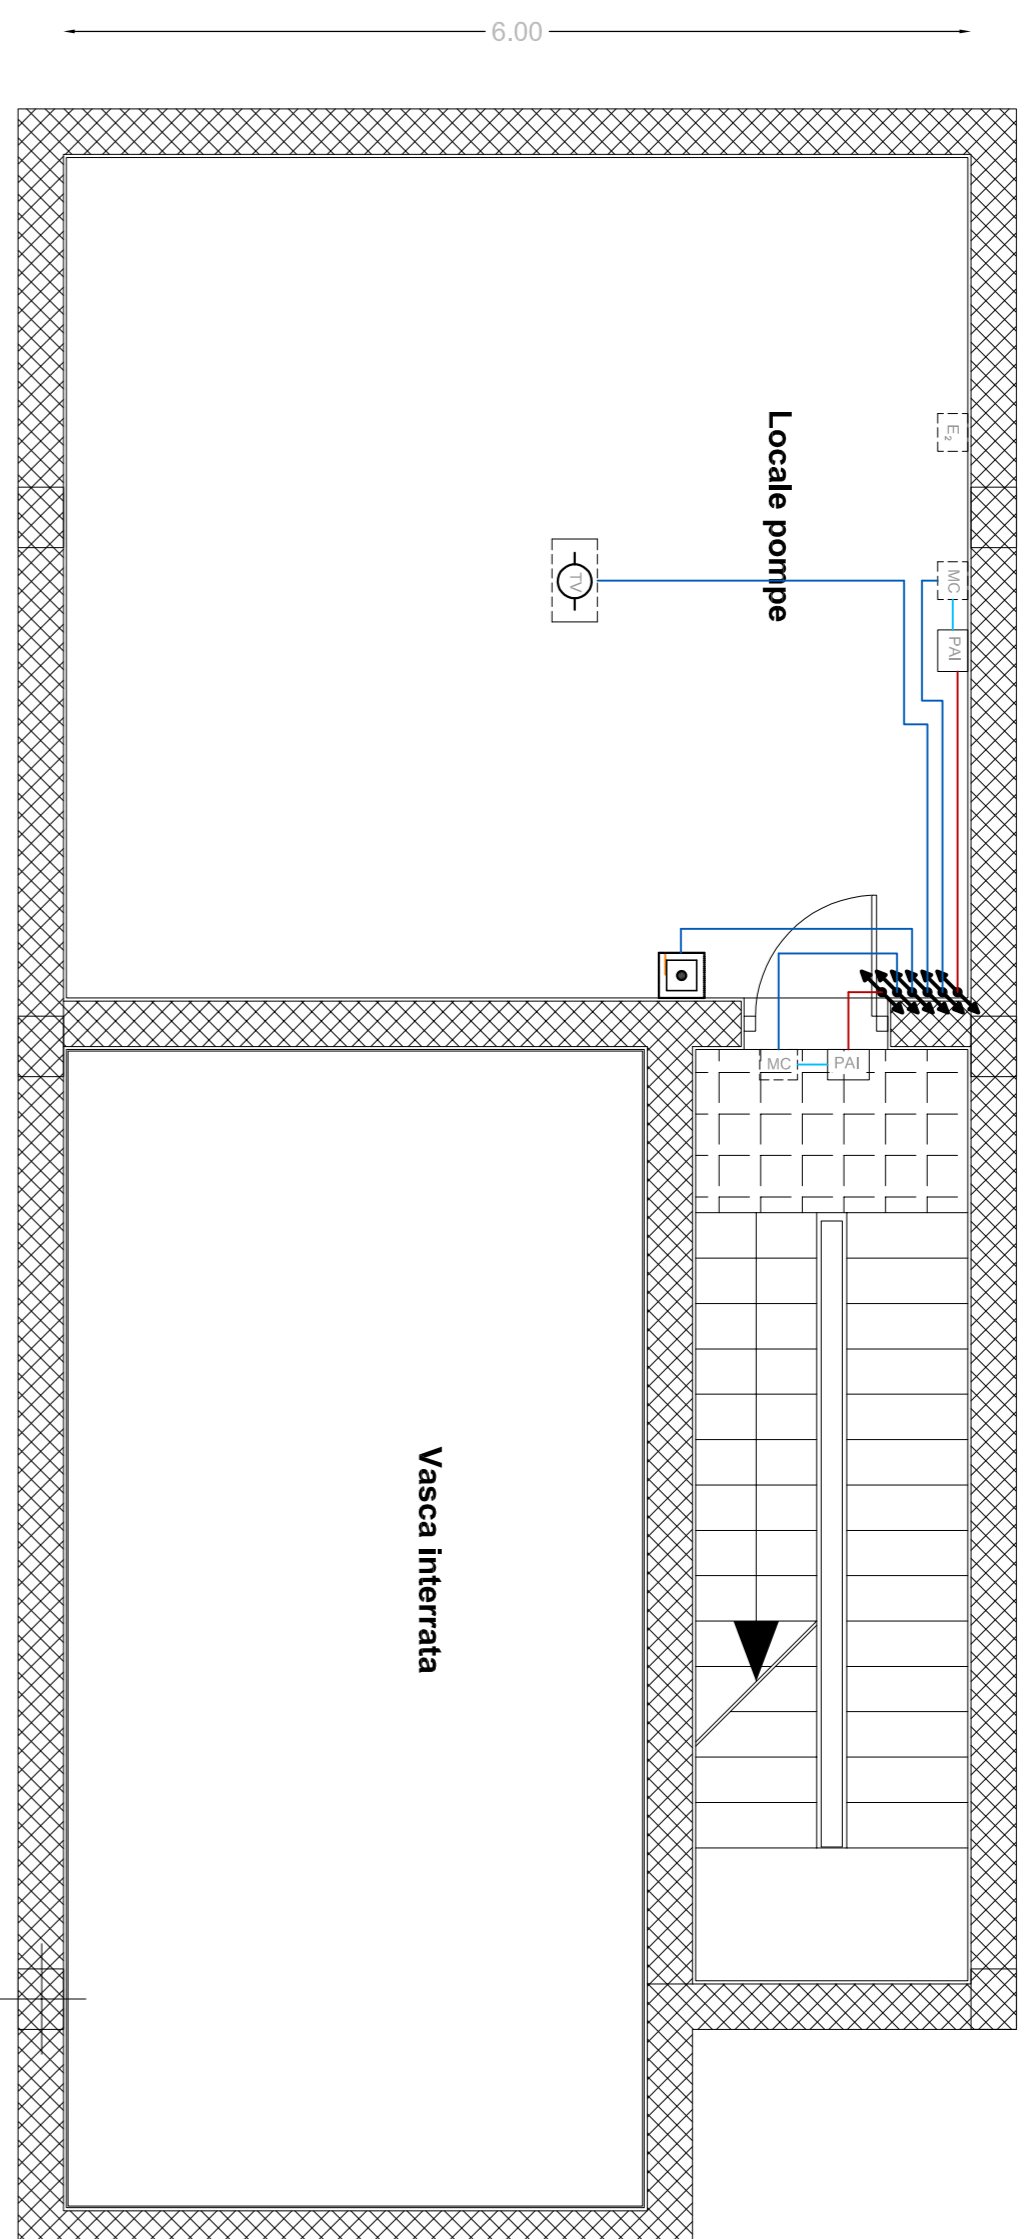 6.00
E₂
Locale pompe
MC
TV
PAI
MC
PAI
Vasca interrata